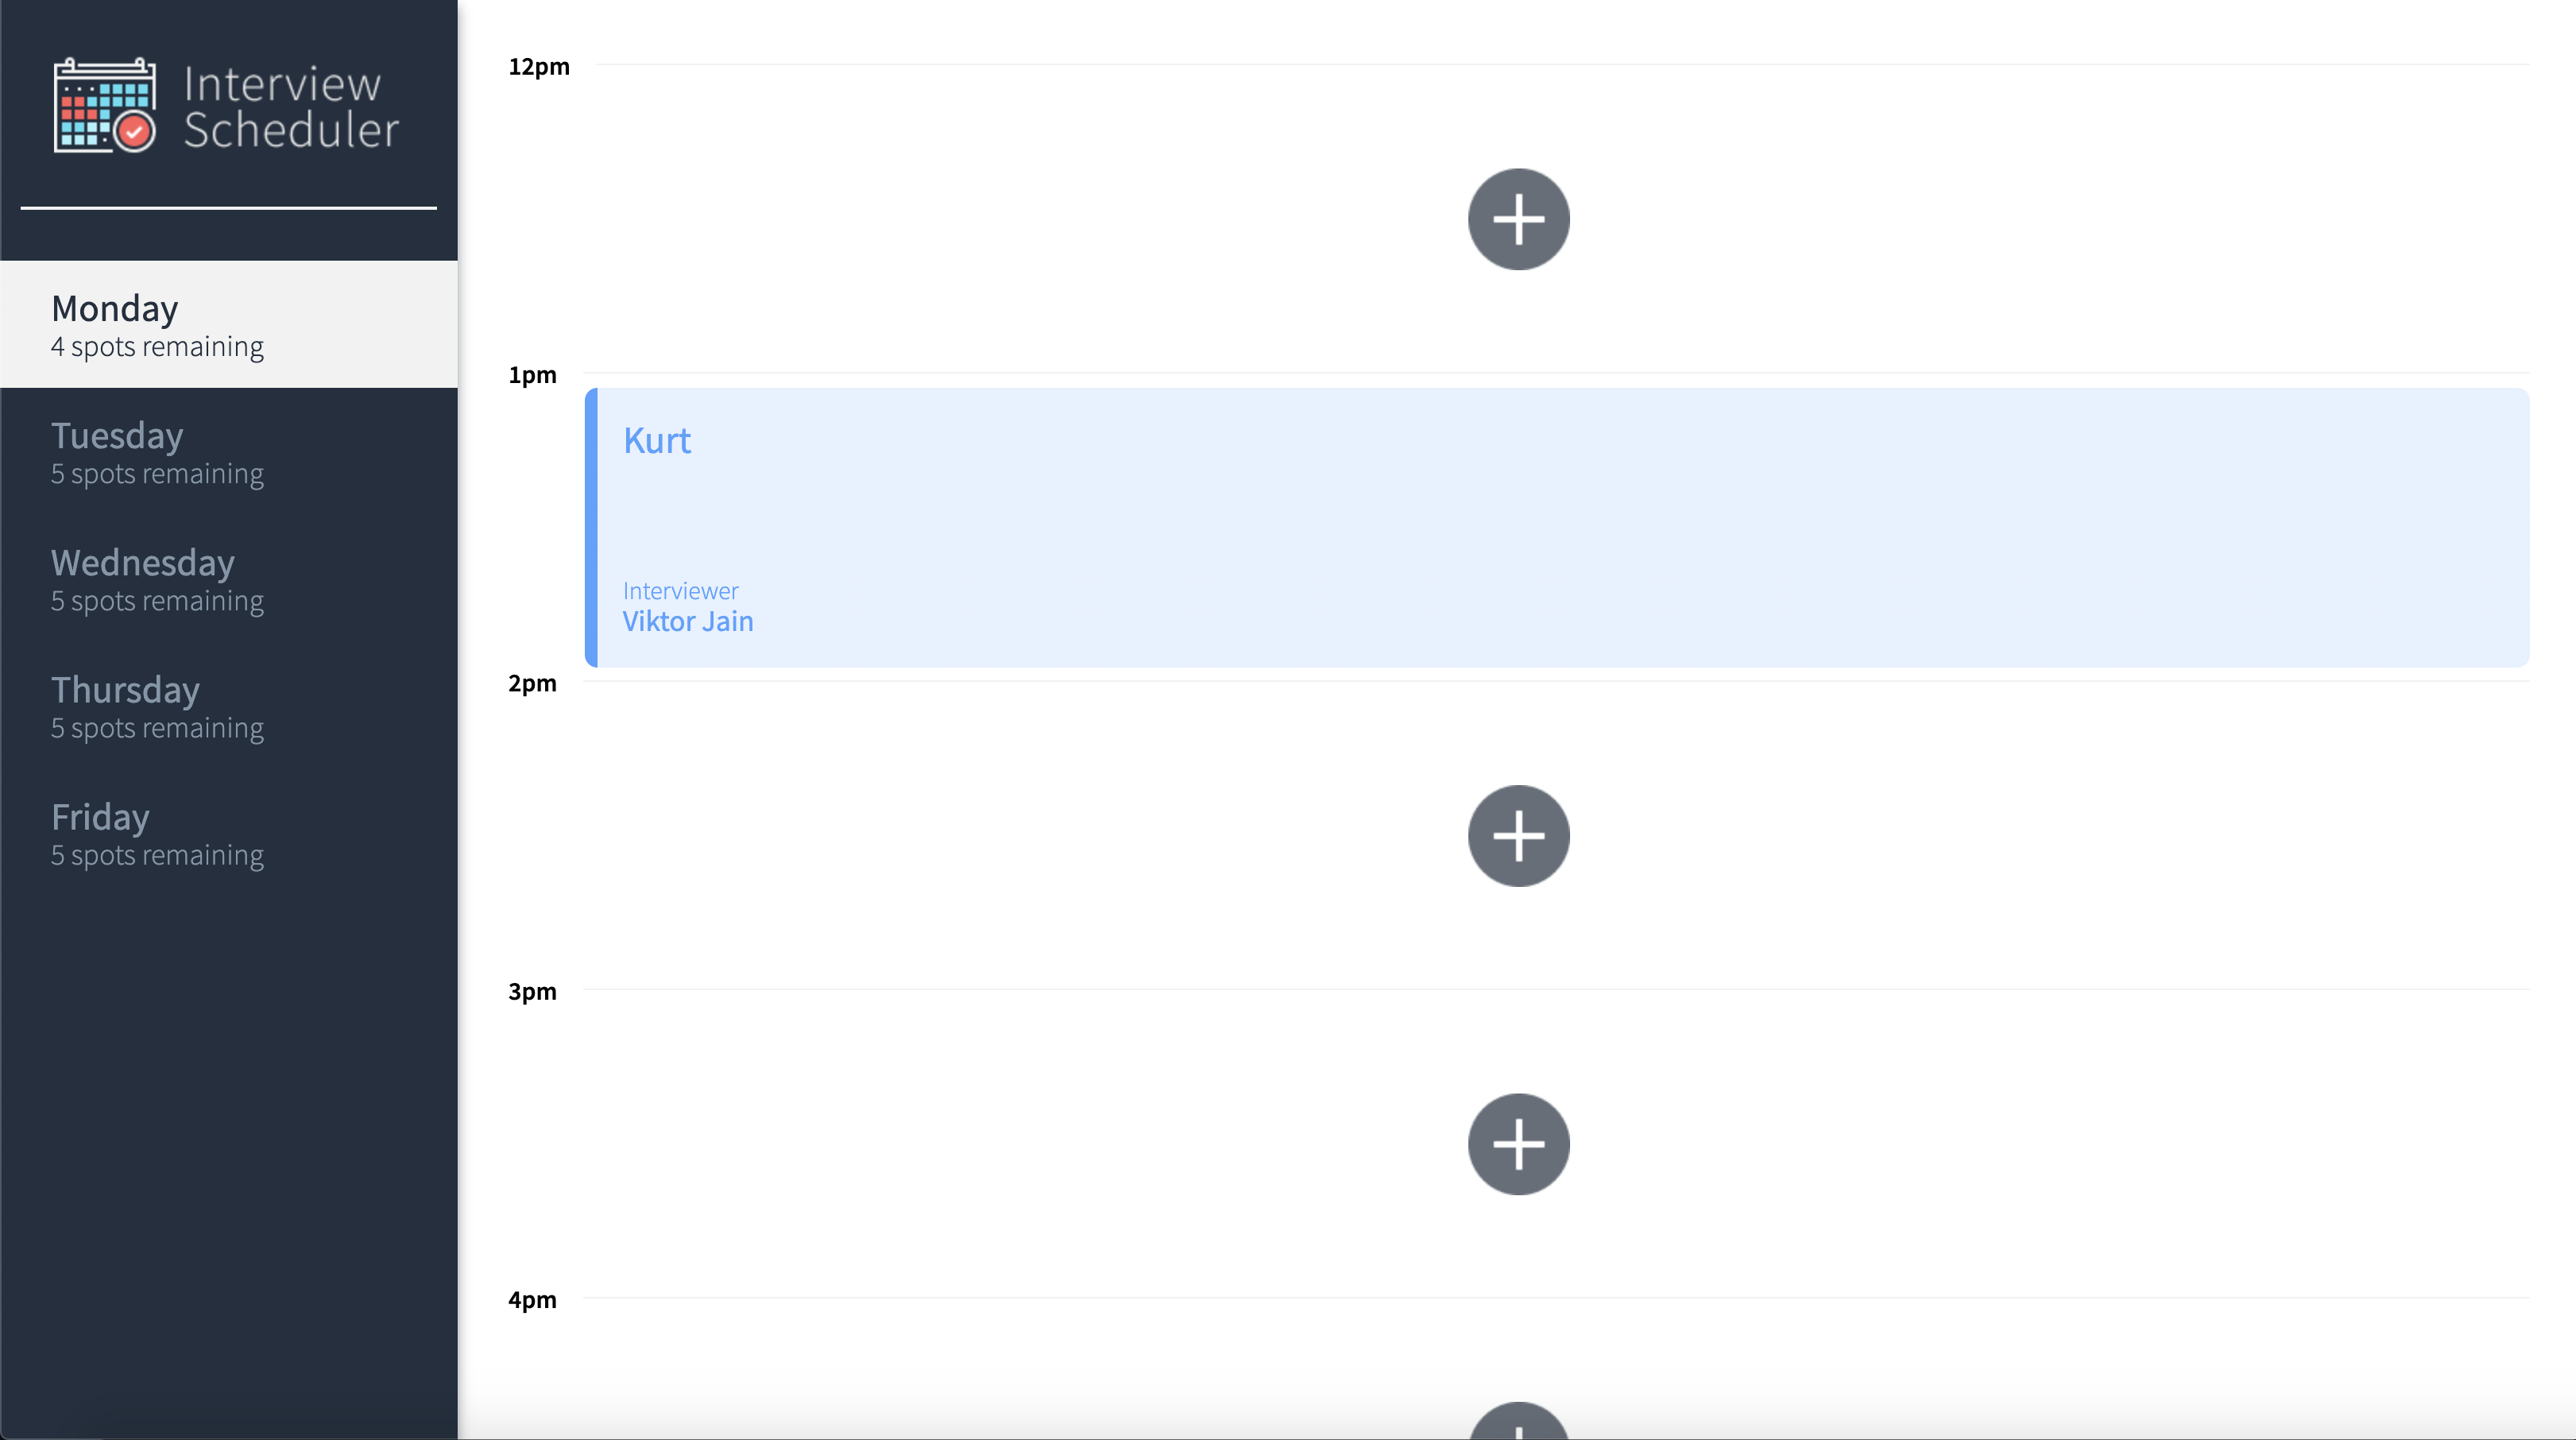 Interview
Scheduler
Monday
4 spots remaining
Tuesday
5 spots remaining
Wednesday
5 spots remaining
Thursday
5 spots remaining
Friday
5 spots remaining
12pm
1pm
Kurt
Interviewer
Viktor Jain
2pm
3pm
4pm